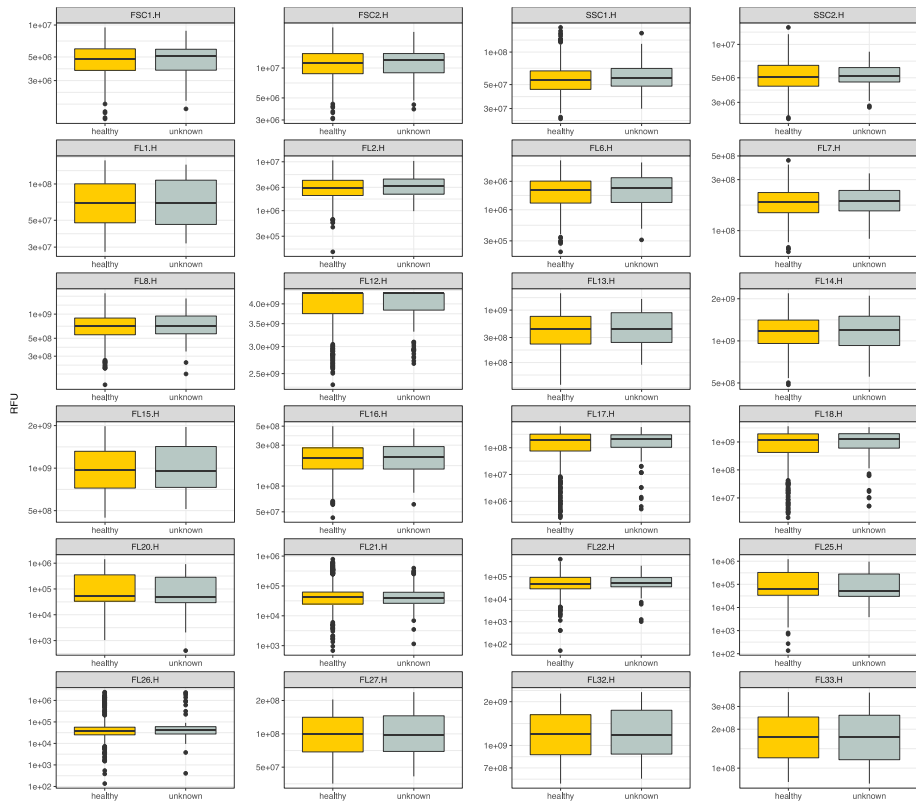 FSC1.H FSC2.H SSC1.H SSC2.H
1e+07 5e+06 3e+06 healthy unknown
1e+07 5e+06 3e+06 healthy unknown
1e+08 5e+07 3e+07 healthy unknown
1e+07 5e+06 3e+06 healthy unknown
FL1.H FL2.H FL6.H FL7.H
1e+08 5e+07 3e+07 healthy unknown
1e+07 3e+06 1e+06 3e+05 healthy unknown
3e+06 1e+06 3e+05 healthy unknown
5e+08 3e+08 1e+08 healthy unknown
RFU
FL8.H FL12.H FL13.H FL14.H
1e+09 5e+08 3e+08 healthy unknown
4.0e+09 3.5e+09 3.0e+09 2.5e+09 healthy unknown
1e+09 3e+08 1e+08 healthy unknown
2e+09 1e+09 5e+08 healthy unknown
FL15.H FL16.H FL17.H FL18.H
2e+09 1e+09 5e+08 healthy unknown
5e+08 3e+08 1e+08 5e+07 healthy unknown
1e+08 1e+07 1e+06 healthy unknown
1e+09 1e+08 1e+07 healthy unknown
FL20.H FL21.H FL22.H FL25.H
1e+06 1e+05 1e+04 1e+03 healthy unknown
1e+06 1e+05 1e+04 1e+03 healthy unknown
1e+05 1e+04 1e+03 1e+02 healthy unknown
1e+06 1e+05 1e+04 1e+03 1e+02 healthy unknown
FL26.H FL27.H FL32.H FL33.H
1e+06 1e+05 1e+04 1e+03 1e+02 healthy unknown
2e+08 1e+08 5e+07 healthy unknown
2e+09 1e+09 7e+08 healthy unknown
3e+08 2e+08 1e+08 healthy unknown